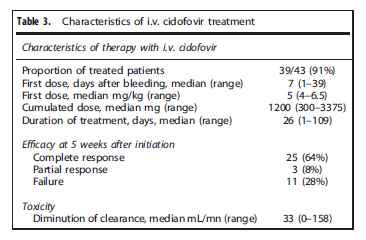 Table 3. Characteristics of i.v. cidofovir treatment
Characteristics of therapy with i.v. cidofovir
Proportion of treated patients 39/43 (91%)
First dose, days after bleeding, median (range) 7 (1–39)
First dose, median mg/kg (range) 5 (4–6.5)
Cumulated dose, median mg (range) 1200 (300–3375)
Duration of treatment, days, median (range) 26 (1–109)
Efficacy at 5 weeks after initiation
Complete response 25 (64%)
Partial response 3 (8%)
Failure 11 (28%)
Toxicity
Diminution of clearance, median mL/mn (range) 33 (0–158)